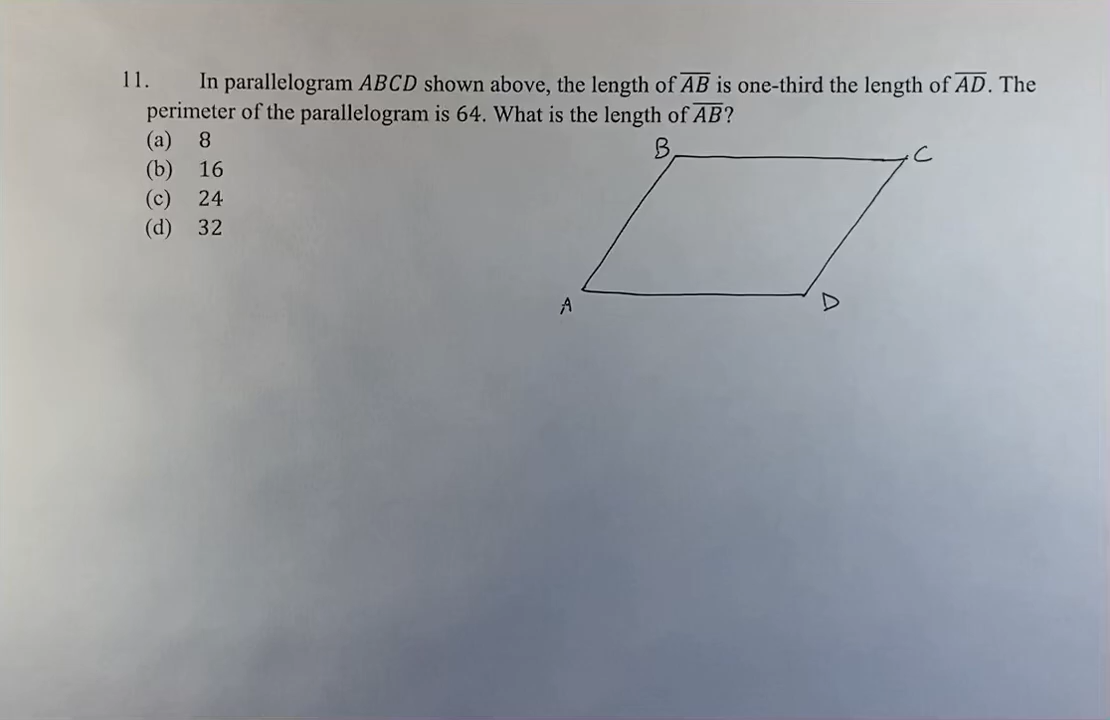 11. In parallelogram ABCD shown above, the length of AB is one-third the length of AD. The
perimeter of the parallelogram is 64. What is the length of AB?
(a) 8
(b) 16
(c) 24
(d) 32
B
C
A
D